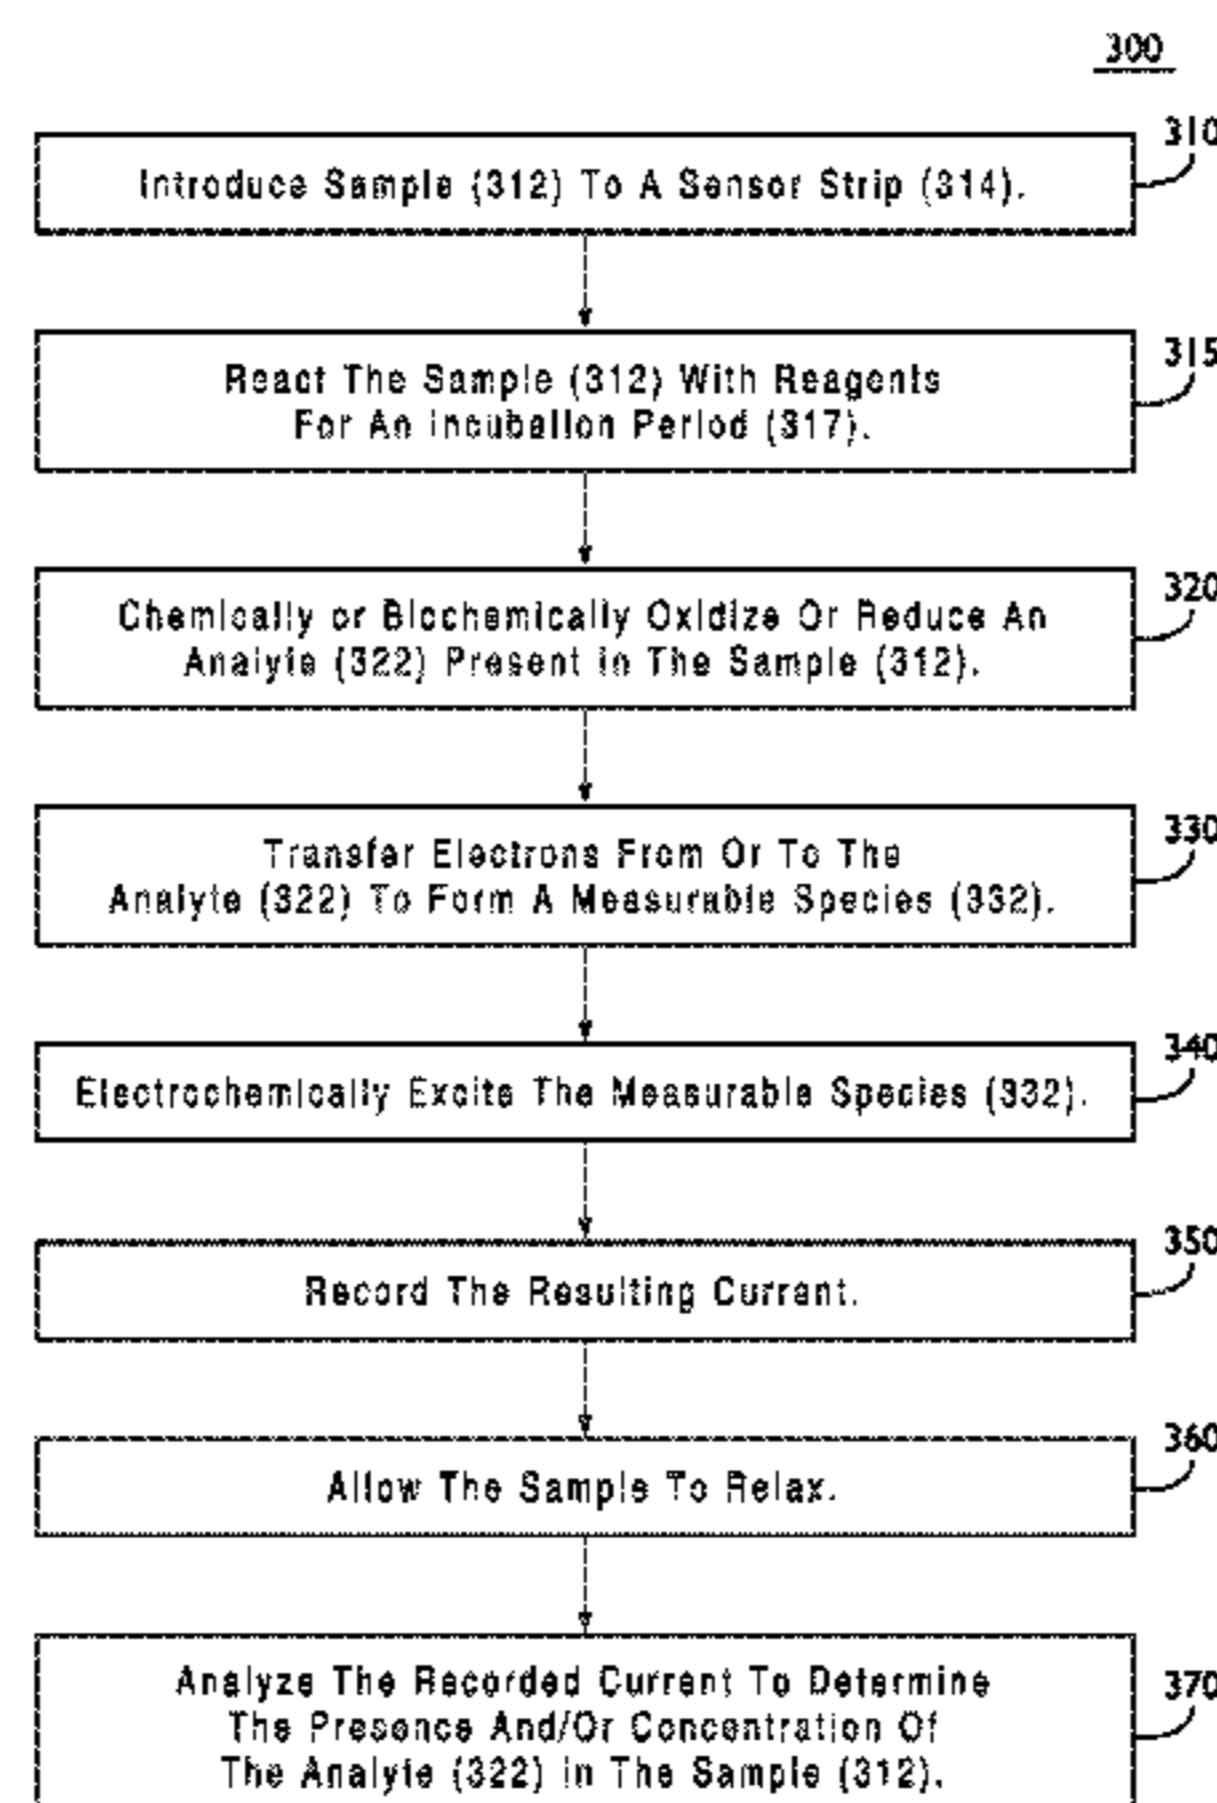 300
310
Introduce Sample (312) To A Sensor Strip (314).
315
React The Sample (312) With Reagents
For An Incubation Period (317).
320
Chemically or Biochemically Oxidize Or Reduce An
Analyte (322) Present In The Sample (312).
330
Transfer Electrons From Or To The
Analyte (322) To Form A Measurable Species (332).
340
Electrochemically Excite The Measurable Species (332).
350
Record The Resulting Current.
360
Allow The Sample To Relax.
370
Analyze The Recorded Current To Determine
The Presence And/Or Concentration Of
The Analyte (322) in The Sample (312).